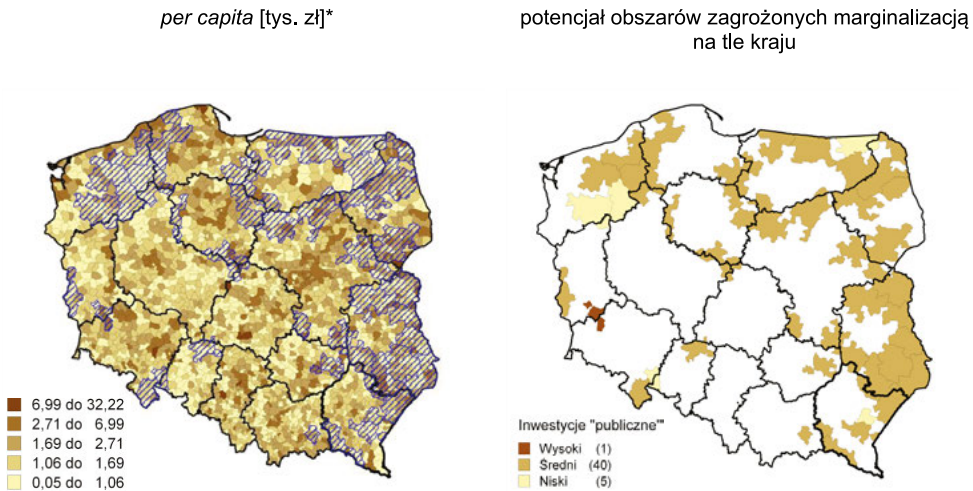 per capita [tys. zł]*
potencjał obszarów zagrożonych marginalizacją
na tle kraju
6,99 do 32,22
2,71 do 6,99
1,69 do 2,71
1,06 do 1,69
0,05 do 1,06
Inwestycje "publiczne"'
Wysoki (1)
Średni (40)
Niski (5)